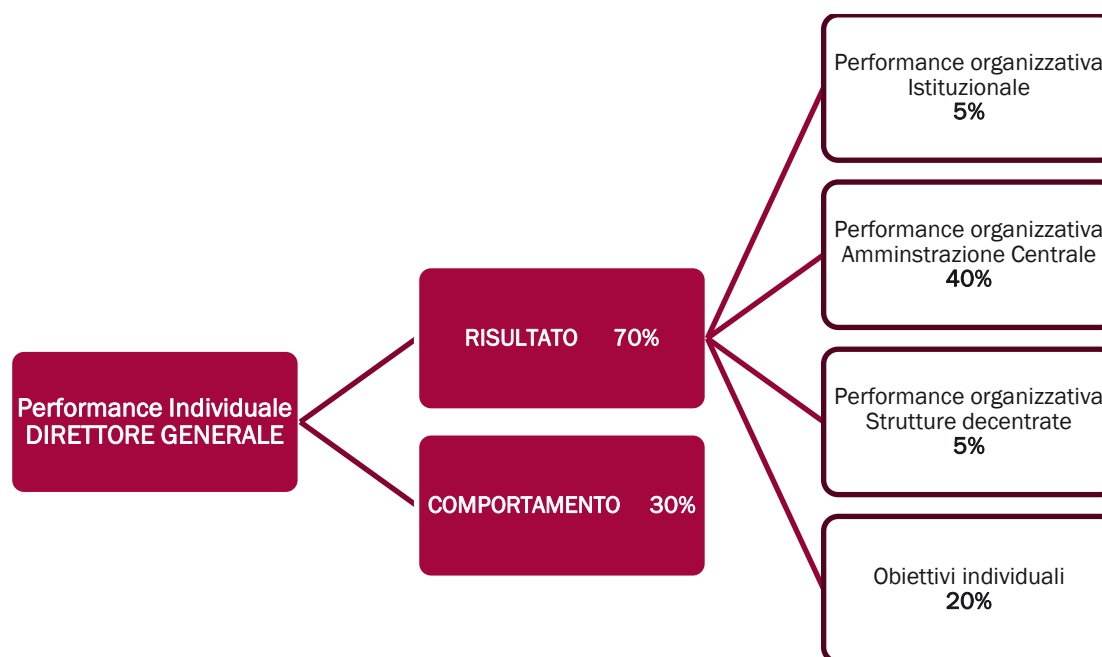 Performance Individuale
DIRETTORE GENERALE
RISULTATO 70%
COMPORTAMENTO 30%
Performance organizzativa
Istituzionale
5%
Performance organizzativa
Amminstrazione Centrale
40%
Performance organizzativa
Strutture decentrate
5%
Obiettivi individuali
20%